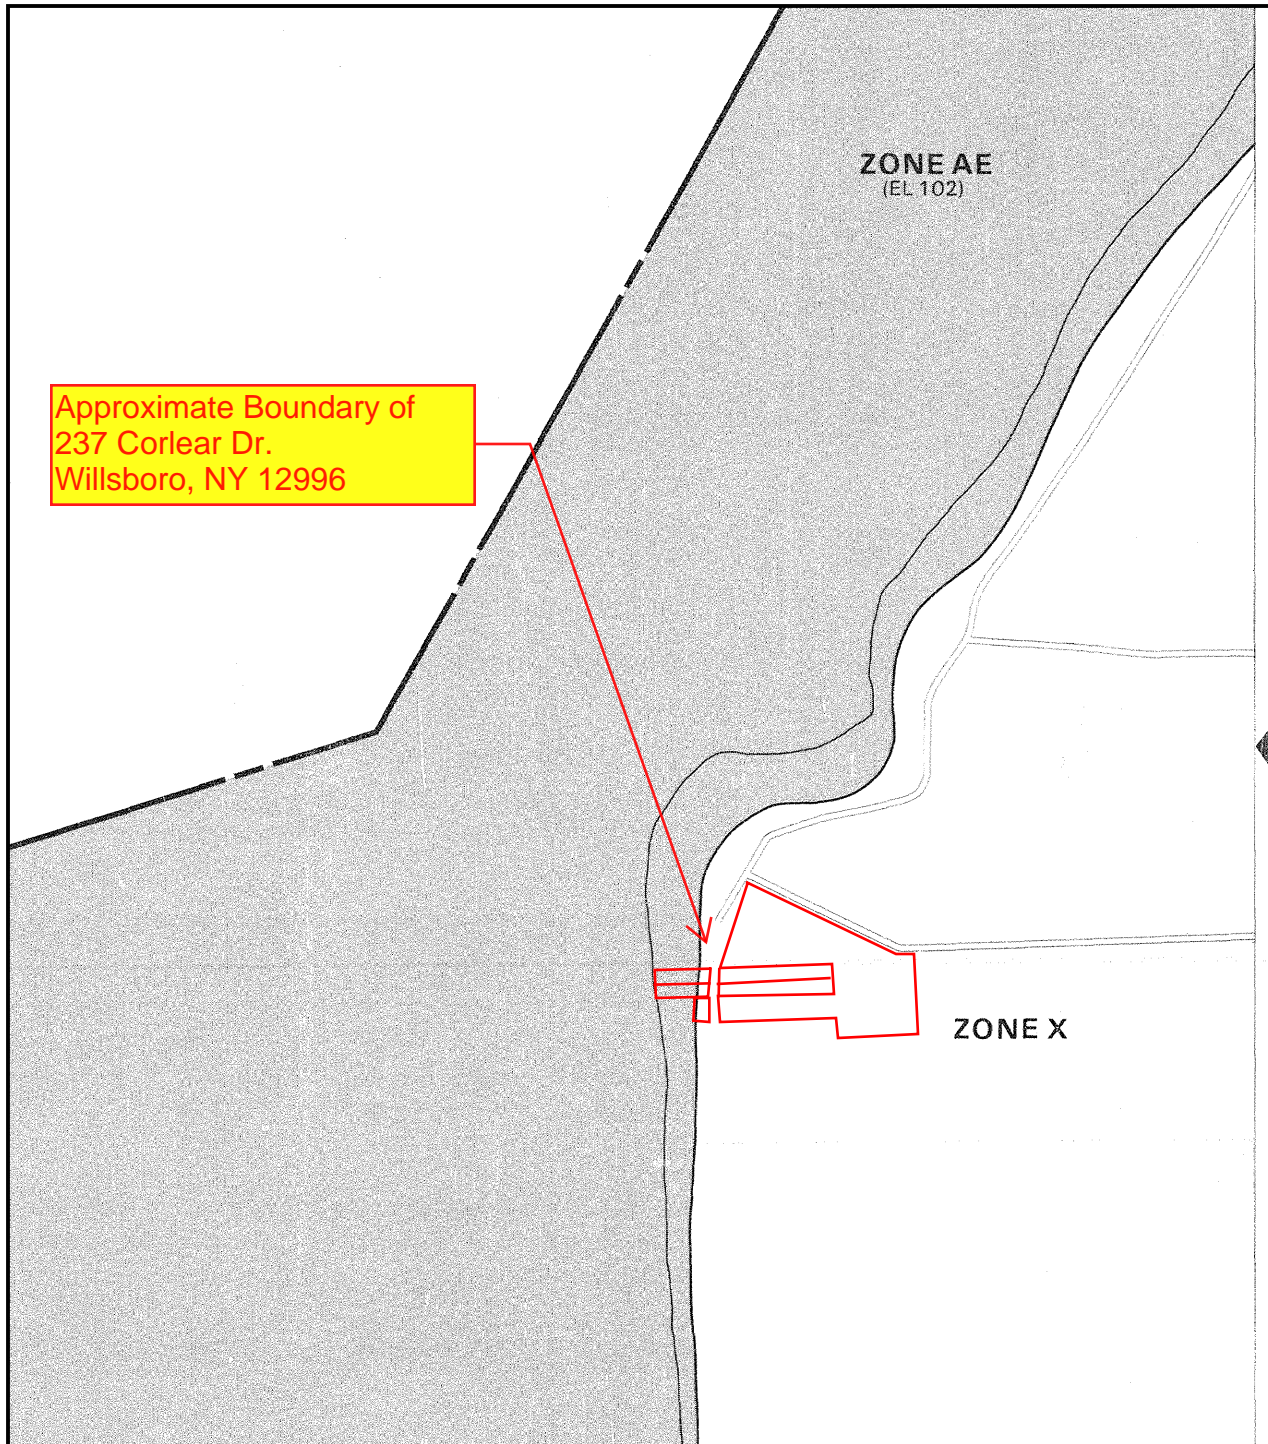 ZONE AE
(EL 102)
Approximate Boundary of
237 Corlear Dr.
Willsboro, NY 12996
ZONE X